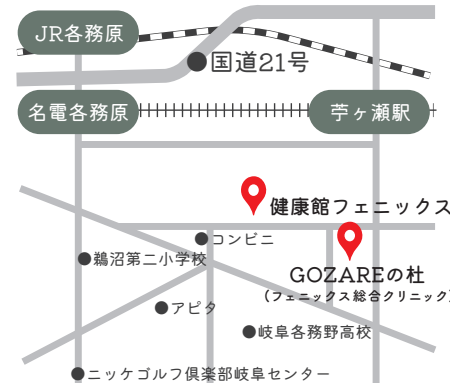 JR各務原
国道21号
名電各務原
苧ヶ瀬駅
健康館フェニックス
コンビニ
鵜沼第二小学校
GOZAREの杜
(フェニックス総合クリニック)
アピタ
岐阜各務野高校
ニッケゴルフ倶楽部岐阜センター